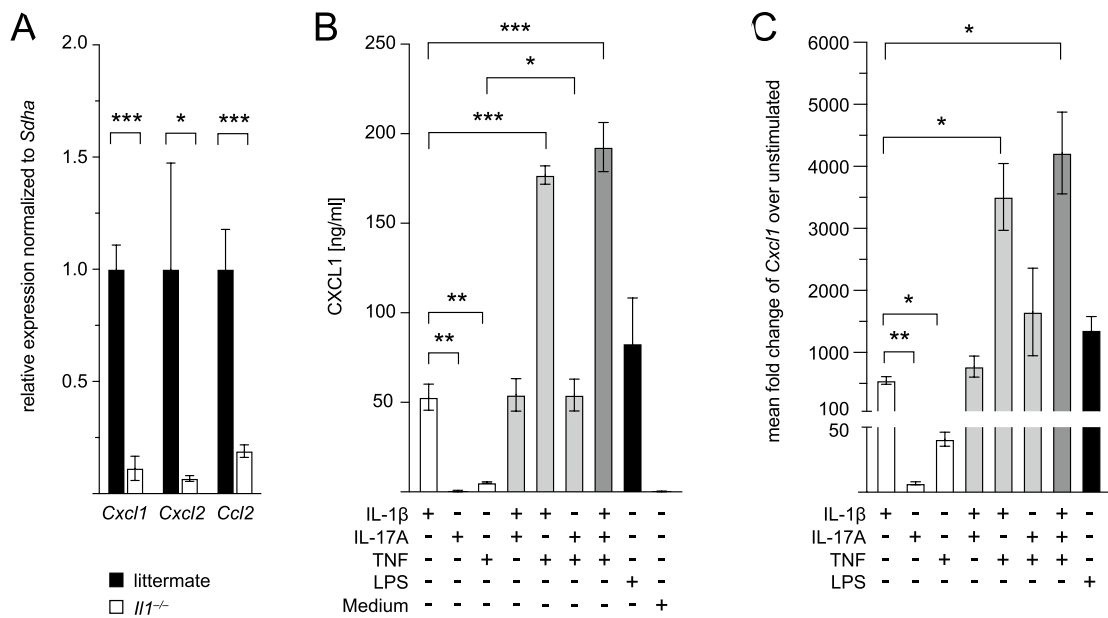 A
relative expression normalized to Sdha
2.0
1.5
1.0
0.5
*** * ***
Cxcl1 Cxcl2 Ccl2
littermate
Il1–/–
B
CXCL1 [ng/ml]
250
200
150
100
50
0
***
*
***
**
**
IL-1β + - - + + - + - -
IL-17A - + - + - + + - -
TNF - - + - + + + - -
LPS - - - - - - - + -
Medium - - - - - - - - +
C
mean fold change of Cxcl1 over unstimulated
6000
5000
4000
3000
2000
1000
100
50
*
*
*
**
IL-1β + - - + + - + -
IL-17A - + - + - + + -
TNF - - + - + + + -
LPS - - - - - - - +